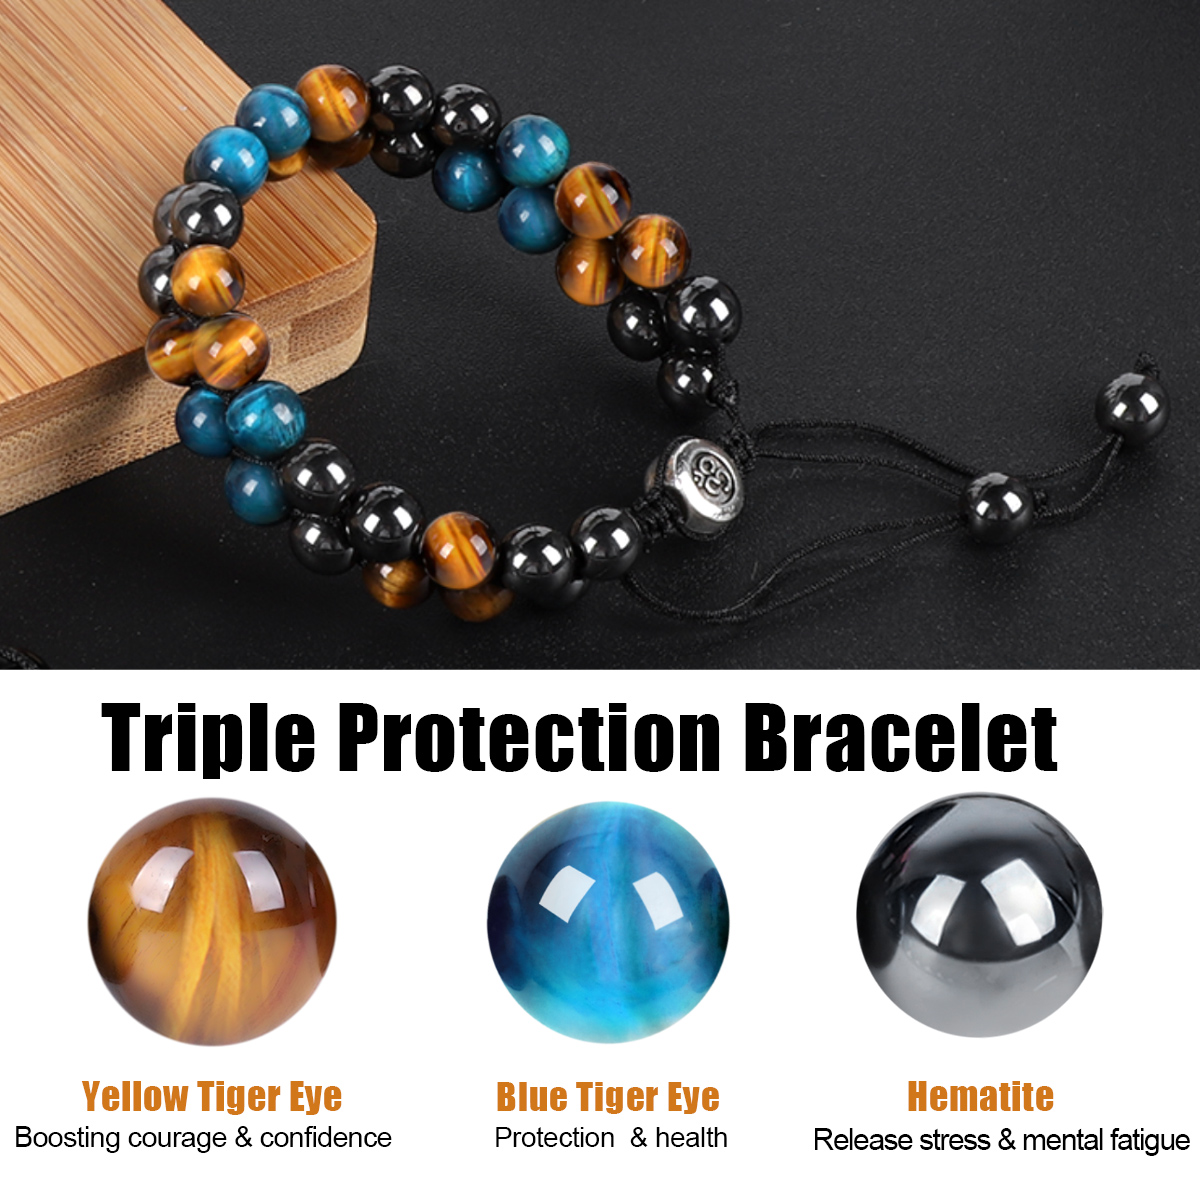 Triple Protection Bracelet
Yellow Tiger Eye
Boosting courage & confidence
Blue Tiger Eye
Protection & health
Hematite
Release stress & mental fatigue